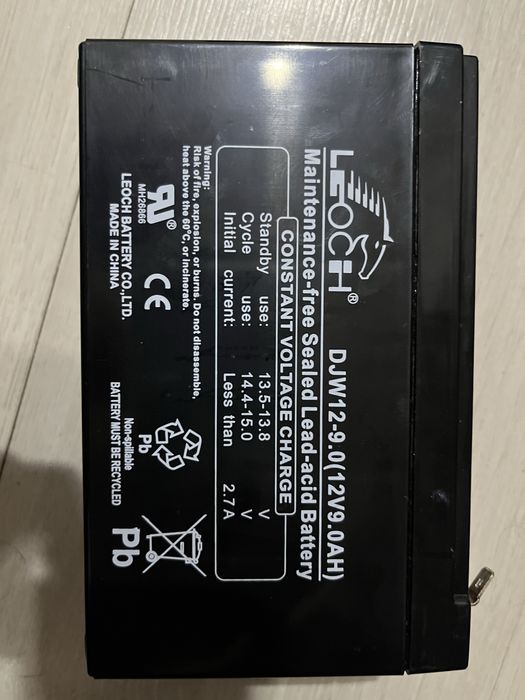 LEOCH® DJW12-9.0(12V9.0AH)
Maintenance-free Sealed Lead-acid Battery
CONSTANT VOLTAGE CHARGE
Standby use: 13.5-13.8 V
Cycle use: 14.4-15.0 V
Initial current: Less than 2.7A
Warning:
Risk of fire, explosion, or burns. Do not disassemble,
heat above the 60°C, or incinerate.
MH26866
CE
LEOCH BATTERY CO.,LTD.
MADE IN CHINA
Pb
Non-spillable
BATTERY MUST BE RECYCLED
Pb